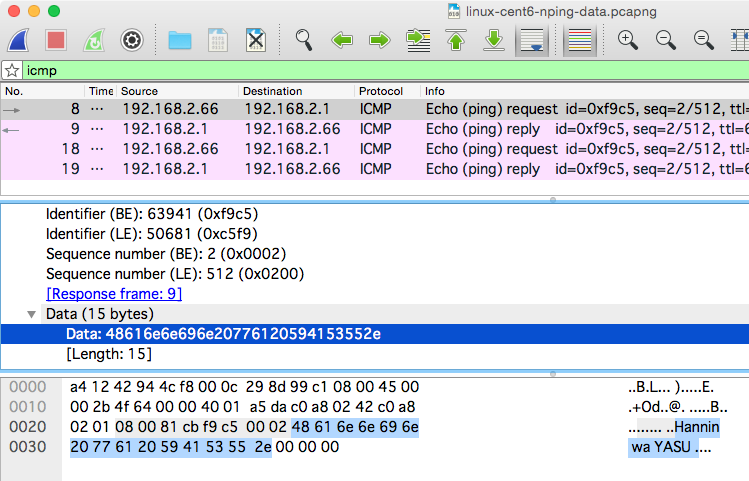 linux-cent6-nping-data.pcapng
icmp
No. Time Source Destination Protocol Info
8 ... 192.168.2.66 192.168.2.1 ICMP Echo (ping) request id=0xf9c5, seq=2/512, ttl=
9 ... 192.168.2.1 192.168.2.66 ICMP Echo (ping) reply id=0xf9c5, seq=2/512, ttl=6
18 ... 192.168.2.66 192.168.2.1 ICMP Echo (ping) request id=0xf9c5, seq=2/512, ttl=
19 ... 192.168.2.1 192.168.2.66 ICMP Echo (ping) reply id=0xf9c5, seq=2/512, ttl=6
Identifier (BE): 63941 (0xf9c5)
Identifier (LE): 50681 (0xc5f9)
Sequence number (BE): 2 (0x0002)
Sequence number (LE): 512 (0x0200)
[Response frame: 9]
Data (15 bytes)
Data: 48616e6e696e20776120594153552e
[Length: 15]
0000 a4 12 42 94 4c f8 00 0c 29 8d 99 c1 08 00 45 00 ..B.L... ).....E.
0010 00 2b 4f 64 00 00 40 01 a5 da c0 a8 02 42 c0 a8 .+Od..@. .....B..
0020 02 01 08 00 81 cb f9 c5 00 02 48 61 6e 6e 69 6e ........ ..Hannin
0030 20 77 61 20 59 41 53 55 2e 00 00 00 wa YASU ....